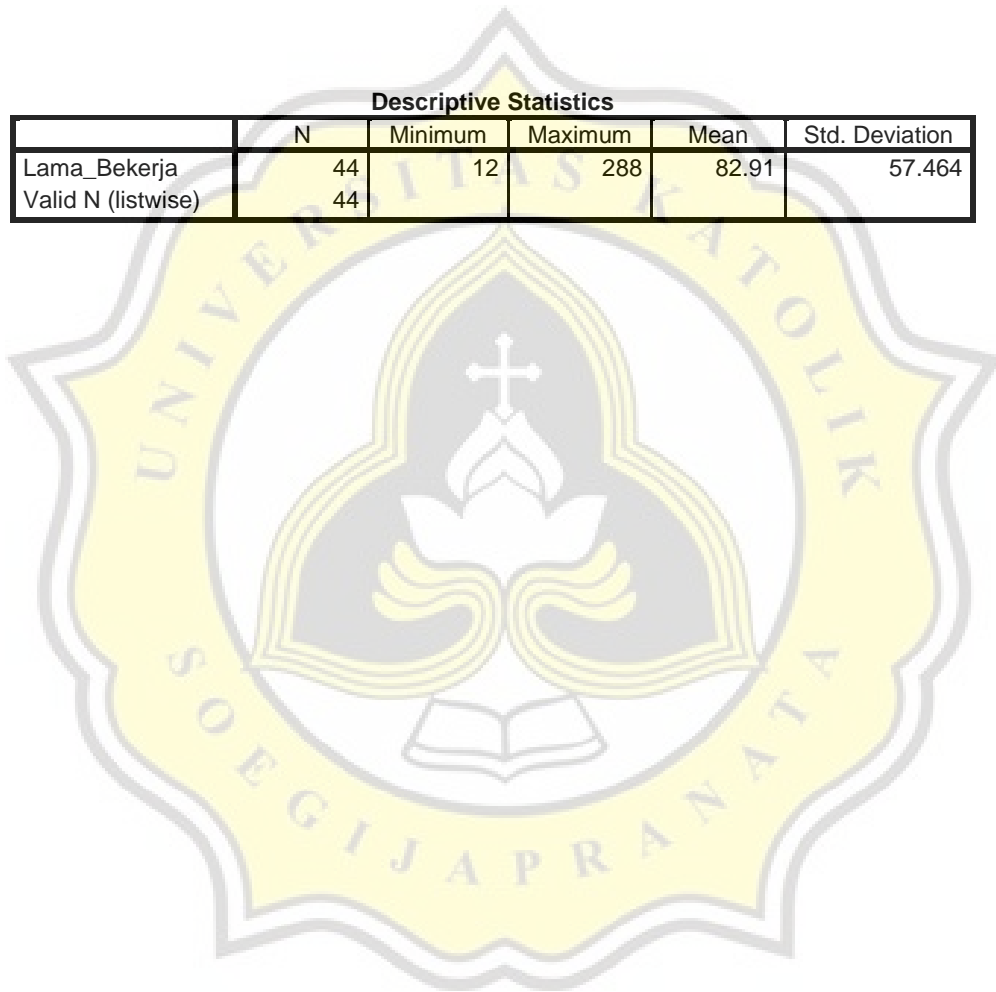 Descriptive Statistics
N Minimum Maximum Mean Std. Deviation
Lama_Bekerja 44 12 288 82.91 57.464
Valid N (listwise) 44
UNIVERSITAS KATOLIK
SOEGIJAPRANATA